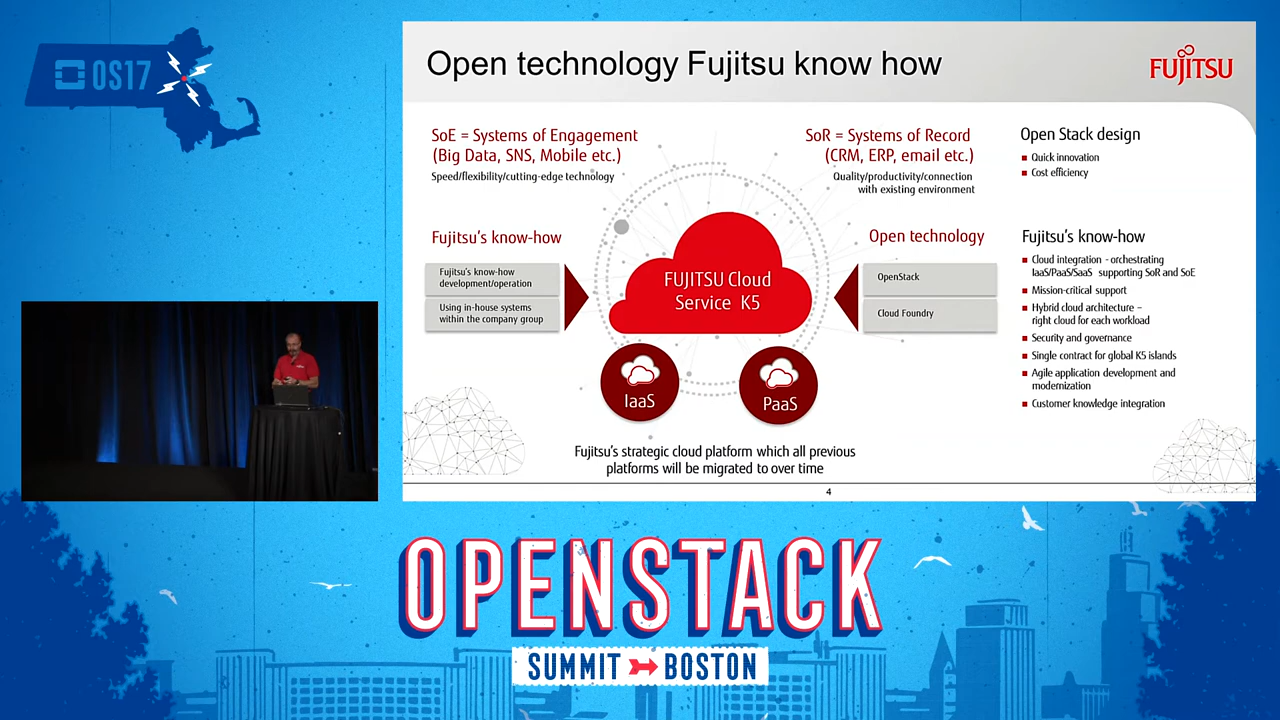 OS17
Open technology Fujitsu know how
FUJITSU
SoE = Systems of Engagement
(Big Data, SNS, Mobile etc.)
Speed/flexibility/cutting-edge technology
SoR = Systems of Record
(CRM, ERP, email etc.)
Quality/productivity/connection
with existing environment
Open Stack design
Quick innovation
Cost efficiency
Fujitsu's know-how
Fujitsu's know-how
development/operation
Using in-house systems
within the company group
FUJITSU Cloud
Service K5
IaaS
PaaS
Open technology
OpenStack
Cloud Foundry
Fujitsu's know-how
Cloud integration - orchestrating
IaaS/PaaS/SaaS supporting SoR and SoE
Mission-critical support
Hybrid cloud architecture –
right cloud for each workload
Security and governance
Single contract for global K5 islands
Agile application development and
modernization
Customer knowledge integration
Fujitsu's strategic cloud platform which all previous
platforms will be migrated to over time
4
OPENSTACK
SUMMIT BOSTON